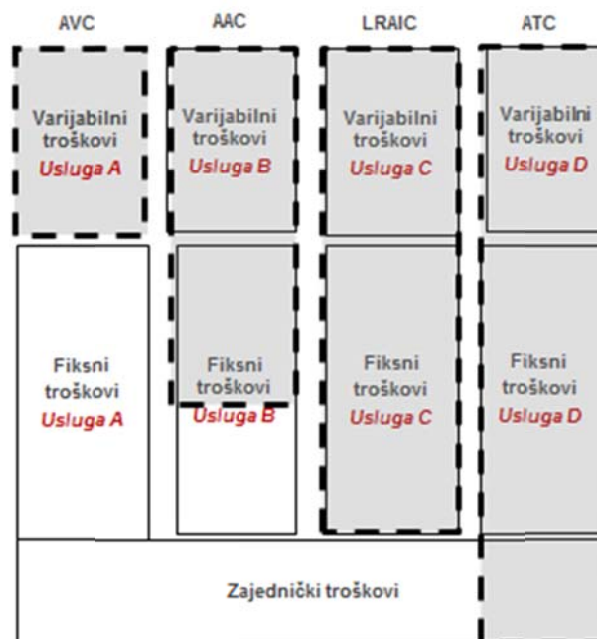 AVC AAC LRAIC ATC
Varijabilni Varijabilni Varijabilni Varijabilni
troškovi troškovi troškovi troškovi
Usluga A Usluga B Usluga C Usluga D
Fiksni Fiksni Fiksni Fiksni
troškovi troškovi troškovi troškovi
Usluga A Usluga B Usluga C Usluga D
Zajednički troškovi